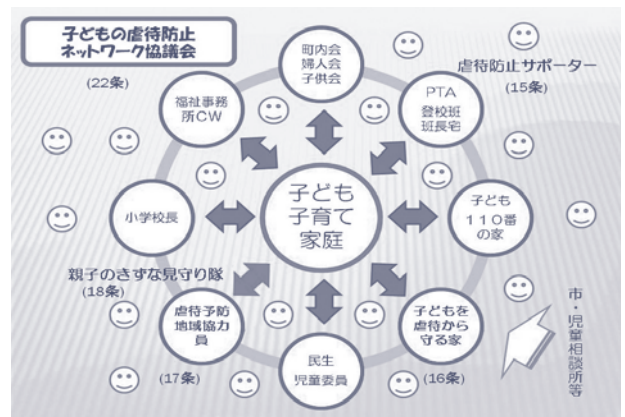 子どもの虐待防止
ネットワーク協議会
(22条)
町内会
婦人会
子供会
虐待防止サポーター
(15条)
福祉事務
所CW
PTA
登校班
班長宅
小学校長
子ども
子育て
家庭
子ども
110番
の家
親子のきずな見守り隊
(18条)
虐待予防
地域協力
員
(17条)
民生
児童委員
子どもを
虐待から
守る家
(16条)
市・児童相談所等